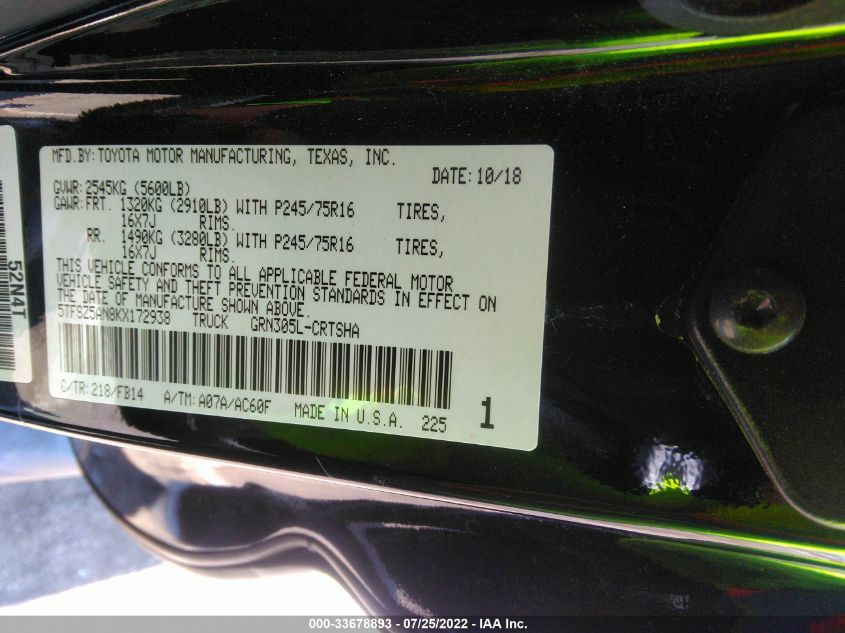 MFD.BY:TOYOTA MOTOR MANUFACTURING, TEXAS, INC.
DATE:10/18
GVWR:2545KG (5600LB)
GAWR:FRT. 1320KG (2910LB) WITH P245/75R16 TIRES,
16X7J RIMS.
RR. 1490KG (3280LB) WITH P245/75R16 TIRES,
16X7J RIMS.
THIS VEHICLE CONFORMS TO ALL APPLICABLE FEDERAL MOTOR
VEHICLE SAFETY AND THEFT PREVENTION STANDARDS IN EFFECT ON
THE DATE OF MANUFACTURE SHOWN ABOVE.
5TFSZ5AN8KX172938 TRUCK GRN305L-CRTSHA
C/TR:218/FB14 A/TM:A07A/AC60F MADE IN U.S.A. 225 1
52N4T
000-33678893 / 07/25/2022 - IAA Inc.